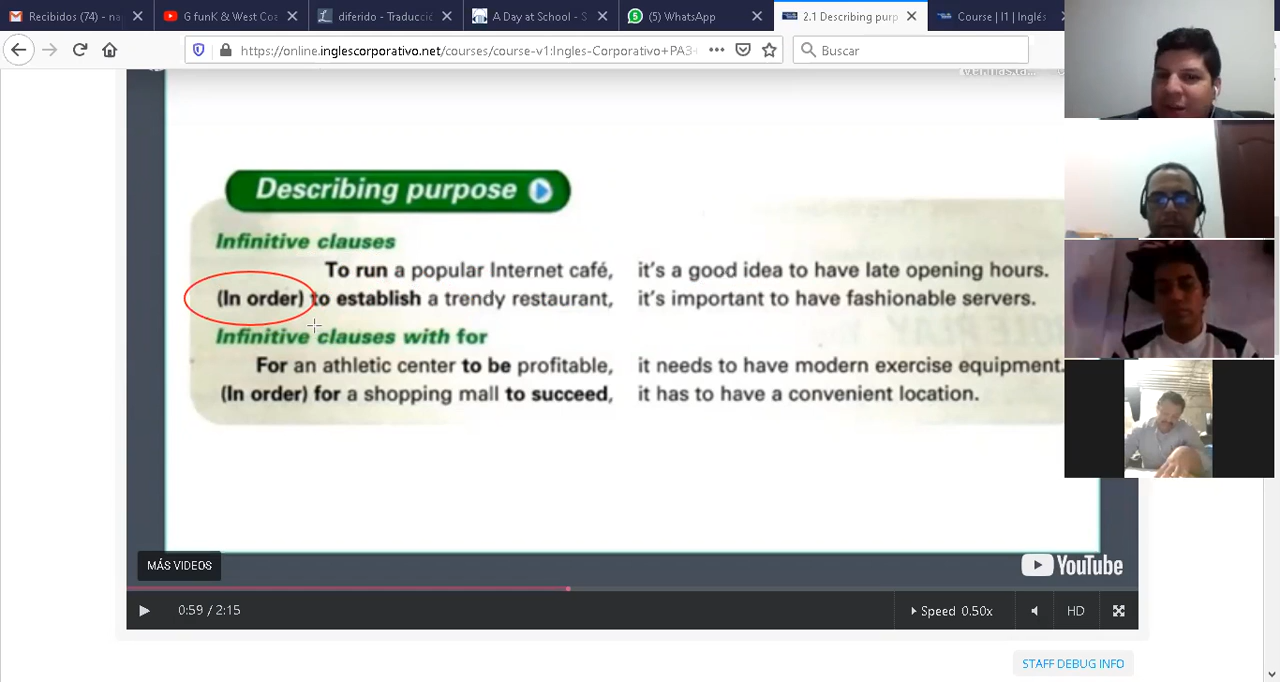 Recibidos (74) - na
G funK & West Coa
diferido - Traducció
A Day at School - S
(5) WhatsApp
2.1 Describing purp
Course | I1 | Inglés
https://online.inglescorporativo.net/courses/course-v1:Ingles-Corporativo+PA3
Buscar
Describing purpose
Infinitive clauses
To run a popular Internet café, it's a good idea to have late opening hours.
(In order) to establish a trendy restaurant, it's important to have fashionable servers.
Infinitive clauses with for
For an athletic center to be profitable, it needs to have modern exercise equipment.
(In order) for a shopping mall to succeed, it has to have a convenient location.
MÁS VIDEOS
YouTube
0:59 / 2:15
Speed 0.50x
HD
STAFF DEBUG INFO